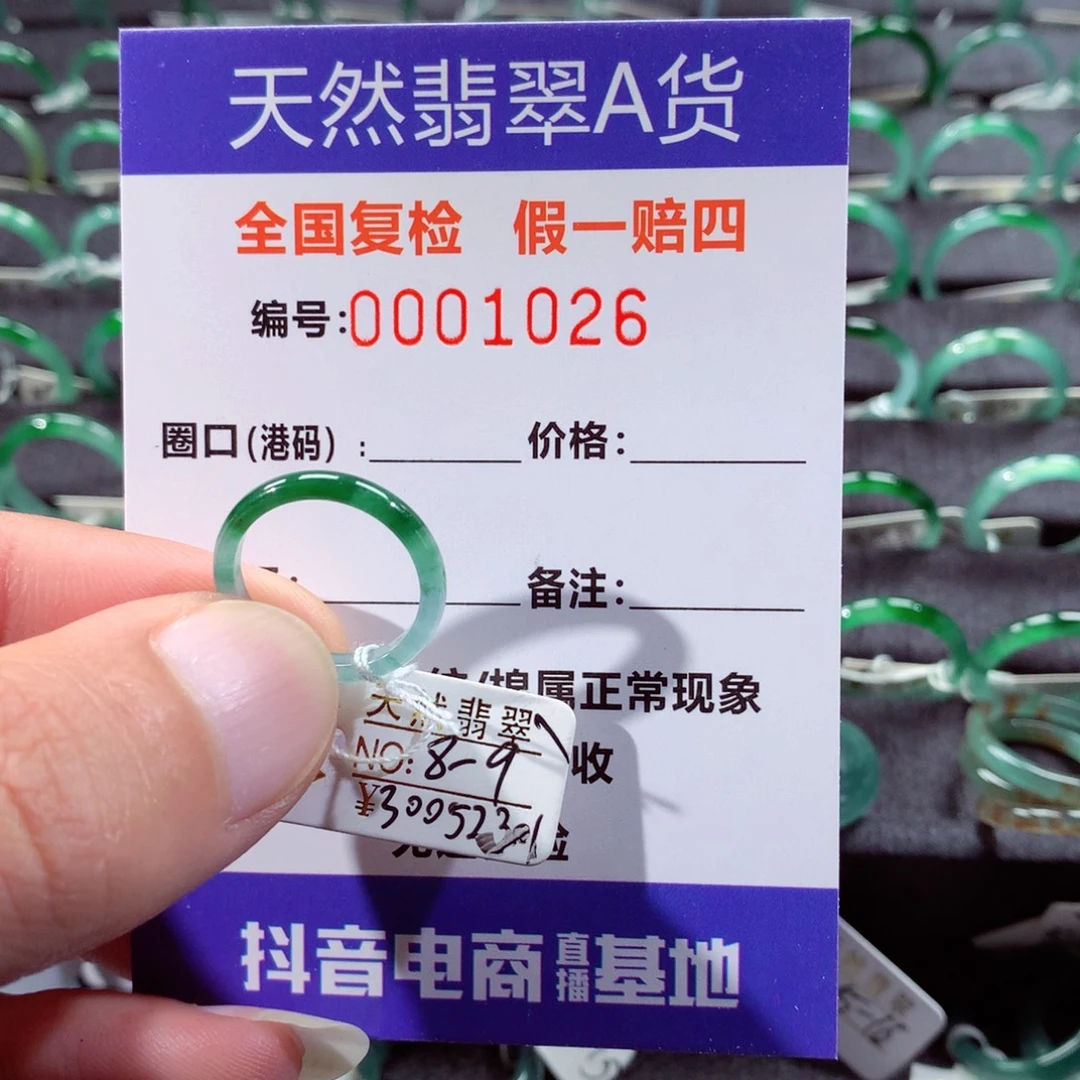 天然翡翠A货
全国复检 假一赔四
编号:0001026
圈口(港码):
价格:
备注:
属正常现象
收
检
天然翡翠
NO: 8-9
¥
抖音电商直播基地